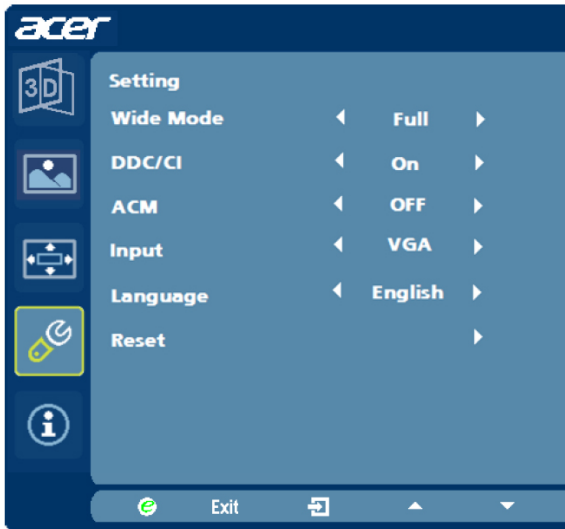 acer
3D
Setting
Wide Mode Full
DDC/CI On
ACM OFF
Input VGA
Language English
Reset
e Exit